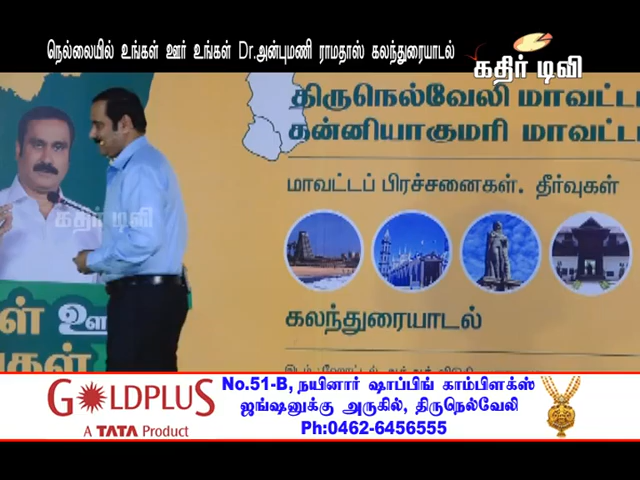 நெல்லையில் உங்கள் ஊர் உங்கள் Dr.அன்புமணி ராமதாஸ் கலந்துரையாடல்
கதிர் டிவி
திருநெல்வேலி மாவட்ட
கன்னியாகுமரி மாவட்ட
மாவட்டப் பிரச்சனைகள். தீர்வுகள்
கதிர் டிவி
கலந்துரையாடல்
ள் ஊ
கள்
GOLDPLUS
A TATA Product
No.51-B, நயினார் ஷாப்பிங் காம்பிளக்ஸ்
ஜங்ஷனுக்கு அருகில், திருநெல்வேலி
Ph:0462-6456555